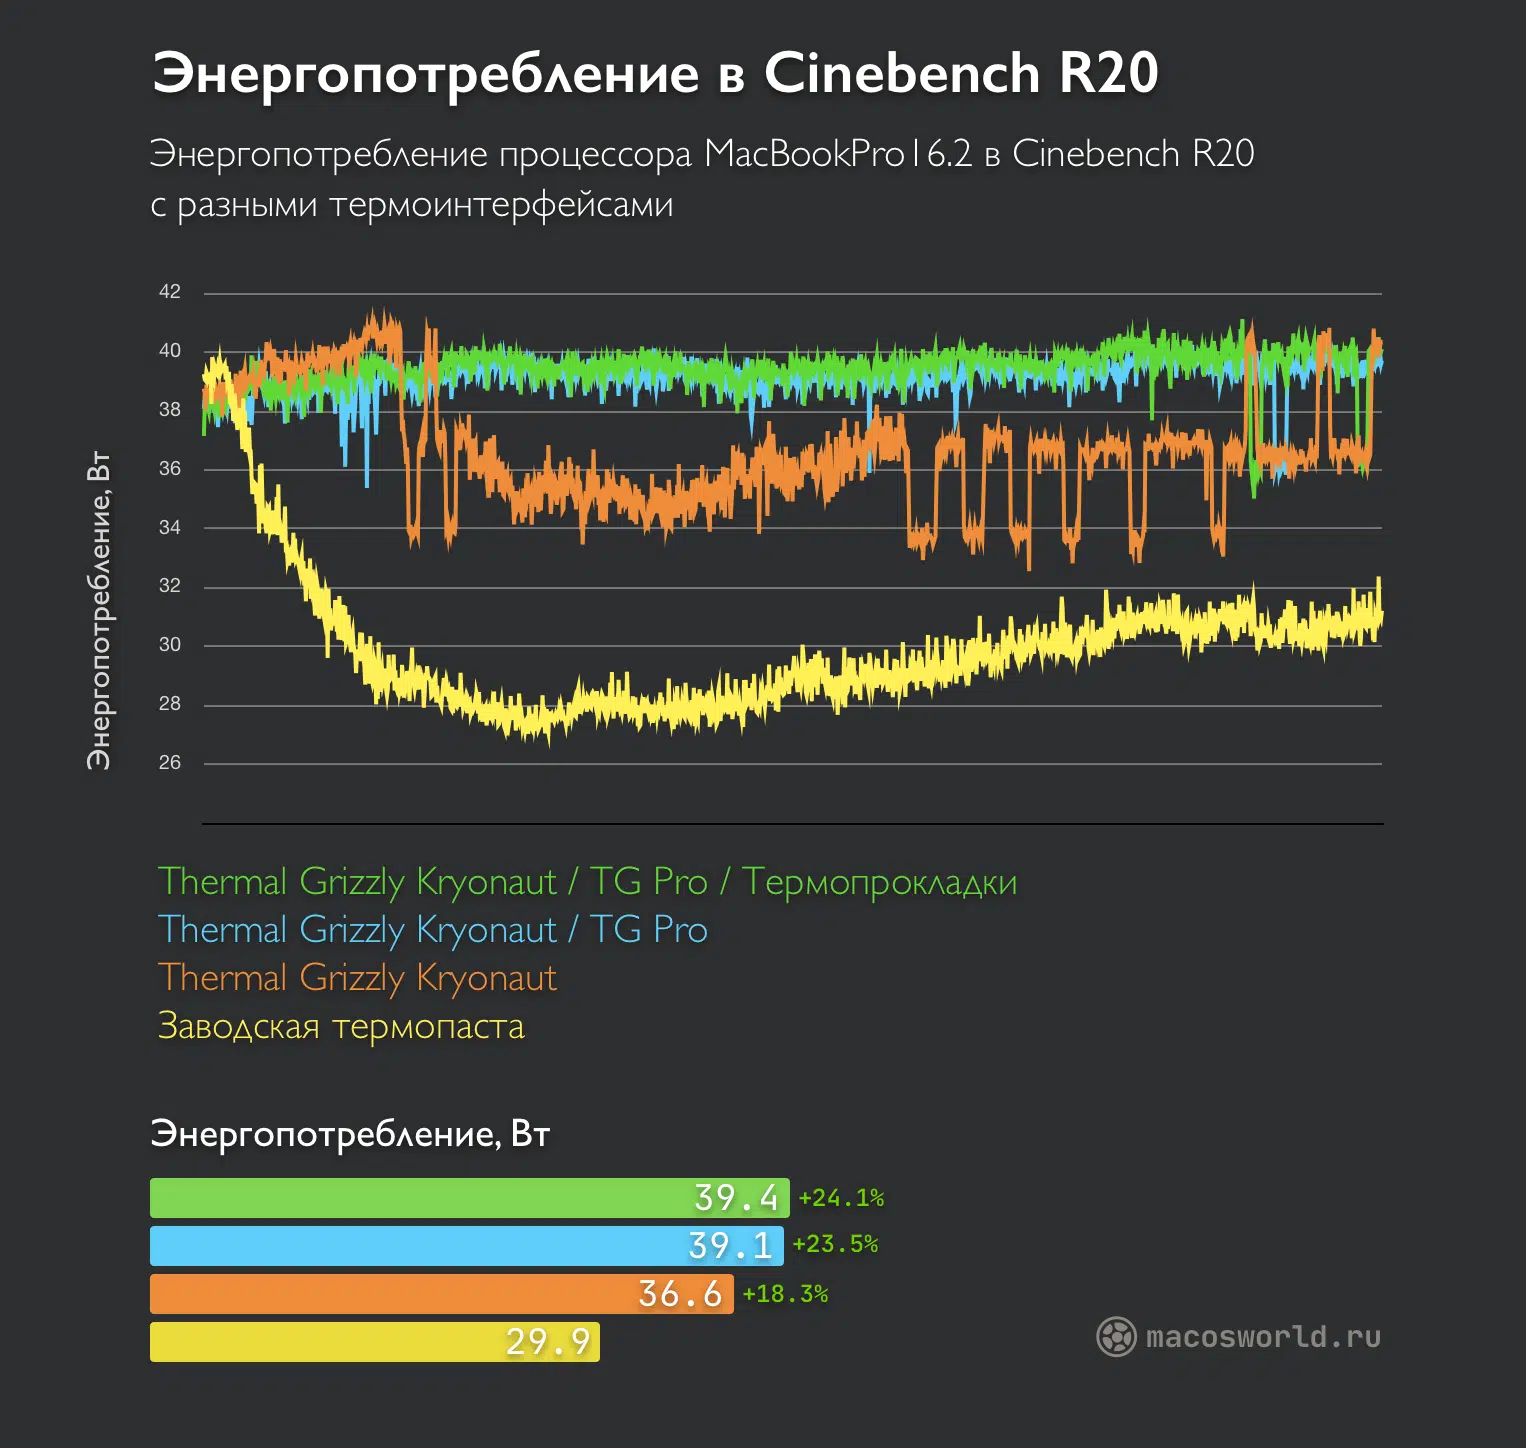 Энергопотребление в Cinebench R20
Энергопотребление процессора MacBookPro16.2 в Cinebench R20
с разными термоинтерфейсами
Энергопотребление, Вт
42
40
38
36
34
32
30
28
26
Thermal Grizzly Kryonaut / TG Pro / Термопрокладки
Thermal Grizzly Kryonaut / TG Pro
Thermal Grizzly Kryonaut
Заводская термопаста
Энергопотребление, Вт
39.4 +24.1%
39.1 +23.5%
36.6 +18.3%
29.9
macosworld.ru